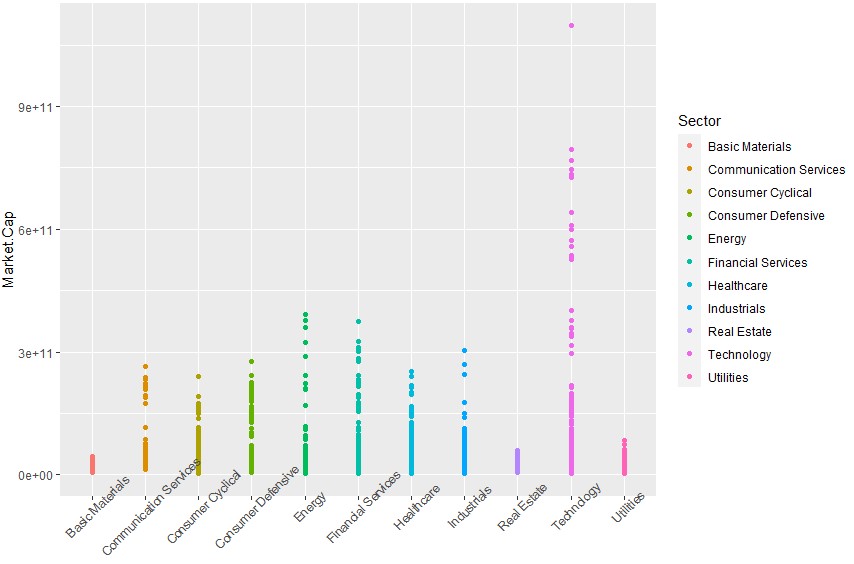 Market.Cap
9e+11
6e+11
3e+11
0e+00
Basic Materials
Communication Services
Consumer Cyclical
Consumer Defensive
Energy
Financial Services
Healthcare
Industrials
Real Estate
Technology
Utilities
Sector
Basic Materials
Communication Services
Consumer Cyclical
Consumer Defensive
Energy
Financial Services
Healthcare
Industrials
Real Estate
Technology
Utilities